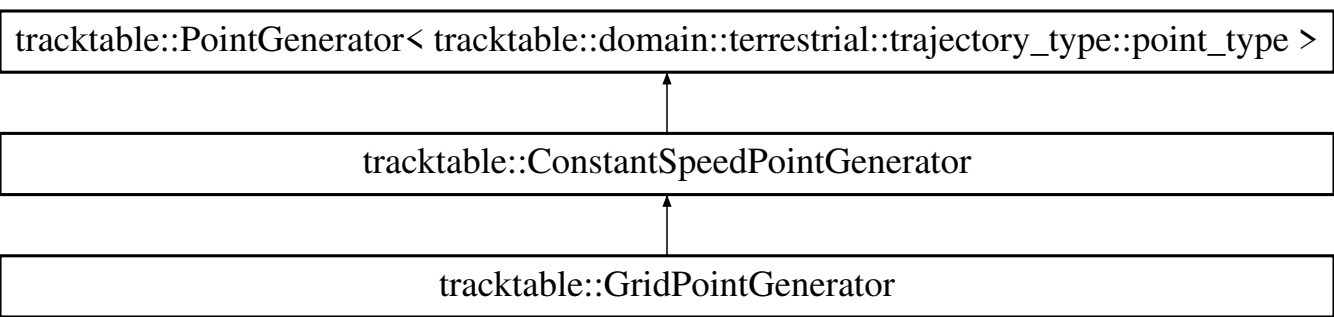 tracktable::PointGenerator< tracktable::domain::terrestrial::trajectory_type::point_type >
tracktable::ConstantSpeedPointGenerator
tracktable::GridPointGenerator